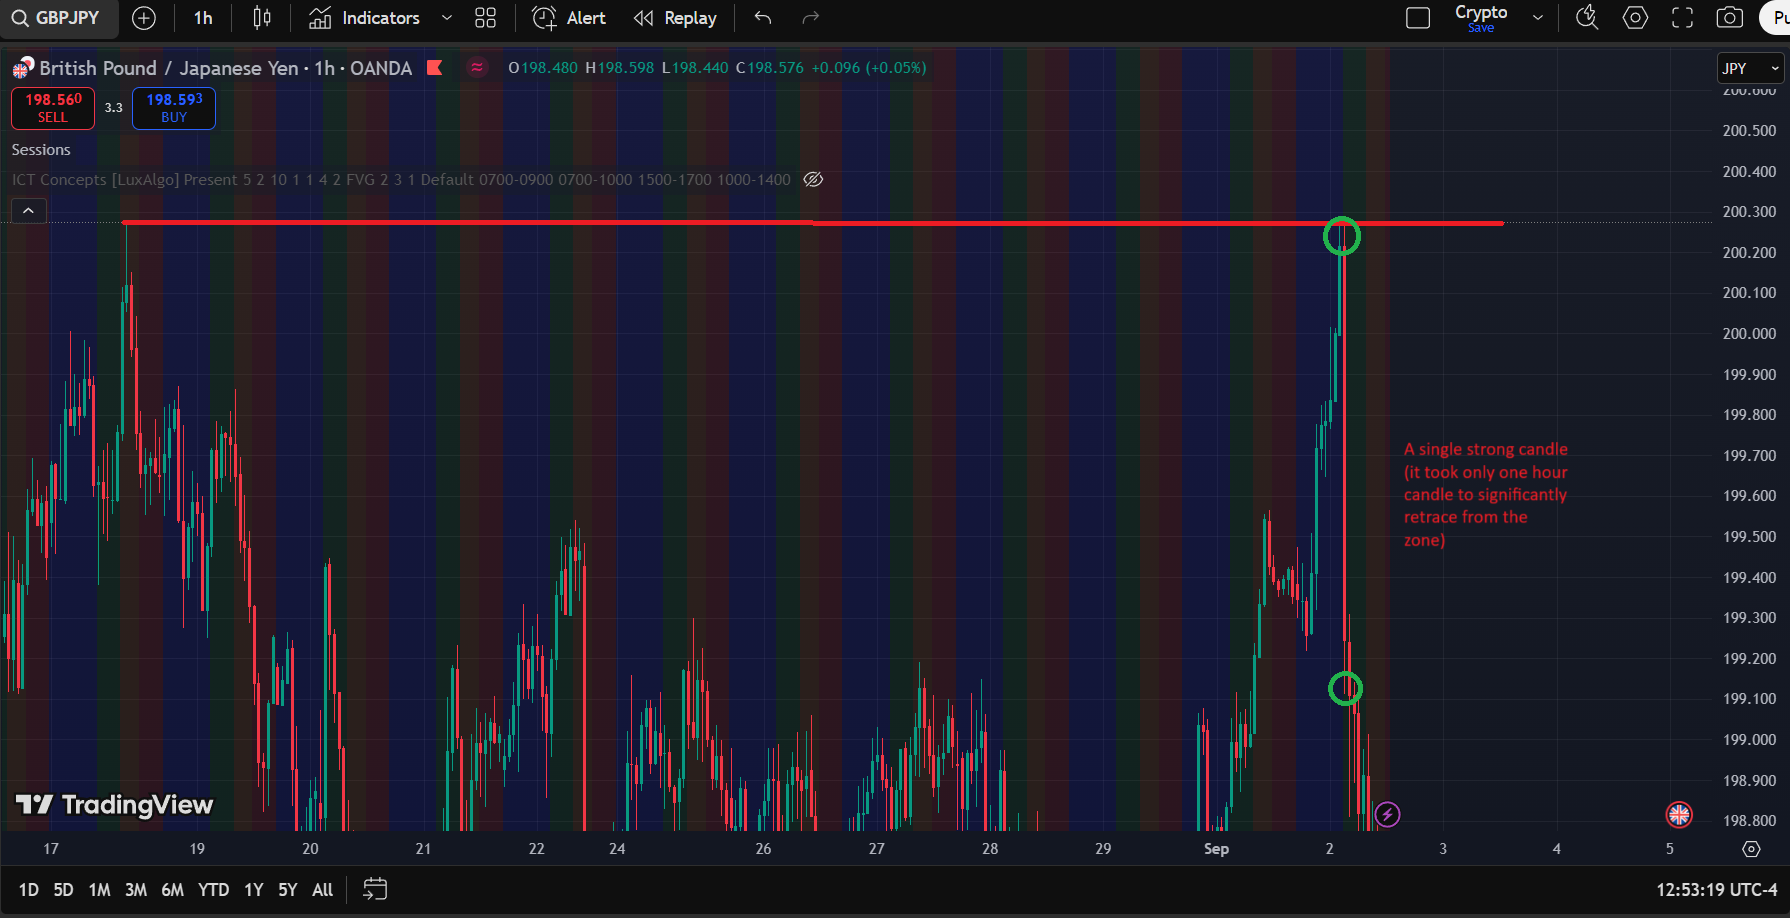 GBPJPY
1h
Indicators
Alert
Replay
Crypto
Save
Pu
British Pound / Japanese Yen · 1h · OANDA
O198.480 H198.598 L198.440 C198.576 +0.096 (+0.05%)
JPY
198.560
SELL
3.3
198.593
BUY
Sessions
ICT Concepts [LuxAlgo] Present 5 2 10 1 1 4 2 FVG 2 3 1 Default 0700-0900 0700-1000 1500-1700 1000-1400
200.600
200.500
200.400
200.300
200.200
200.100
200.000
199.900
199.800
199.700
199.600
199.500
199.400
199.300
199.200
199.100
199.000
198.900
198.800
A single strong candle
(it took only one hour
candle to significantly
retrace from the
zone)
TradingView
17 19 20 21 22 24 26 27 28 29 Sep 2 3 4 5
1D 5D 1M 3M 6M YTD 1Y 5Y All
12:53:19 UTC-4